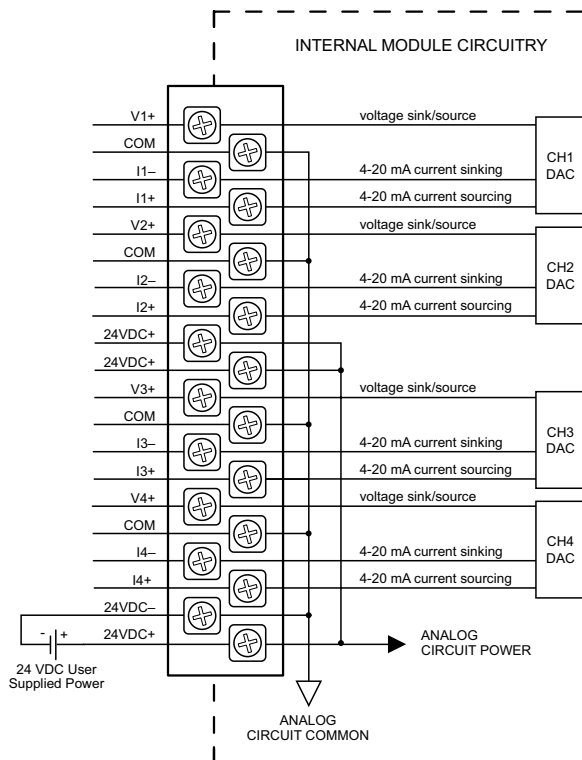 INTERNAL MODULE CIRCUITRY
V1+
voltage sink/source
COM
I1–
4-20 mA current sinking
I1+
4-20 mA current sourcing
CH1
DAC
V2+
voltage sink/source
COM
I2–
4-20 mA current sinking
I2+
4-20 mA current sourcing
CH2
DAC
24VDC+
24VDC+
V3+
voltage sink/source
COM
I3–
4-20 mA current sinking
I3+
4-20 mA current sourcing
CH3
DAC
V4+
voltage sink/source
COM
I4–
4-20 mA current sinking
I4+
4-20 mA current sourcing
CH4
DAC
24VDC–
- +
24VDC+
24 VDC User
Supplied Power
ANALOG
CIRCUIT POWER
ANALOG
CIRCUIT COMMON